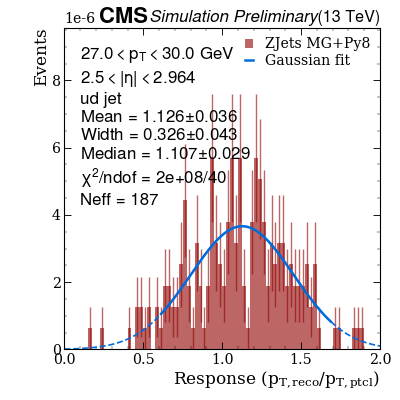 1e-6 CMS Simulation Preliminary (13 TeV)
Events
27.0 < pT < 30.0 GeV
2.5 < |η| < 2.964
ud jet
Mean = 1.126±0.036
Width = 0.326±0.043
Median = 1.107±0.029
χ²/ndof = 2e+08/40
Neff = 187
ZJets MG+Py8
Gaussian fit
8
6
4
2
0
0.0 0.5 1.0 1.5 2.0
Response (pT,reco/pT,ptcl)